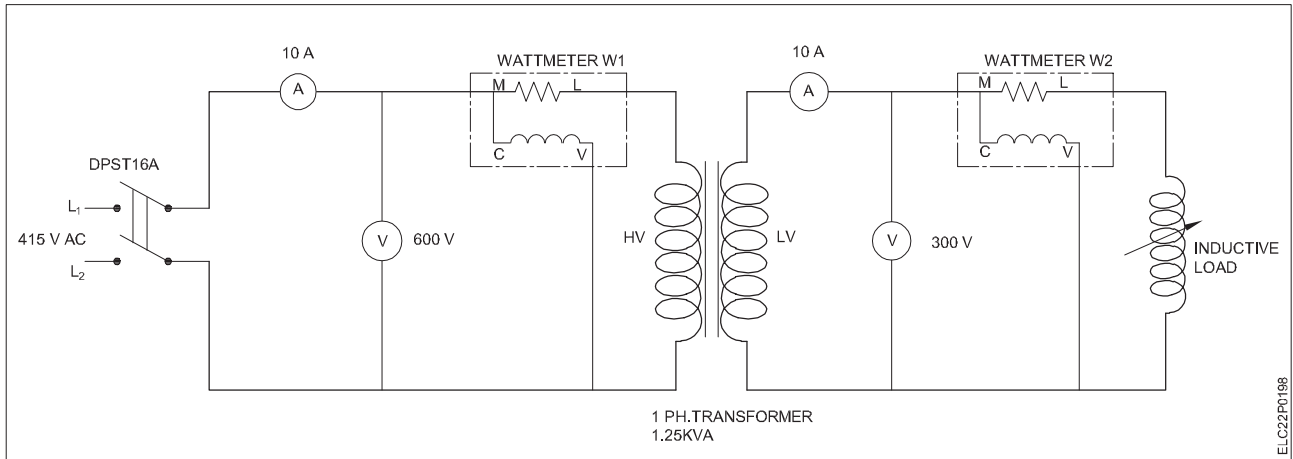 10 A
A
WATTMETER W1
M
L
C
V
DPST16A
L1
415 V AC
L2
V
600 V
HV
LV
10 A
A
WATTMETER W2
M
L
C
V
V
300 V
INDUCTIVE
LOAD
1 PH.TRANSFORMER
1.25KVA
ELC22P0198